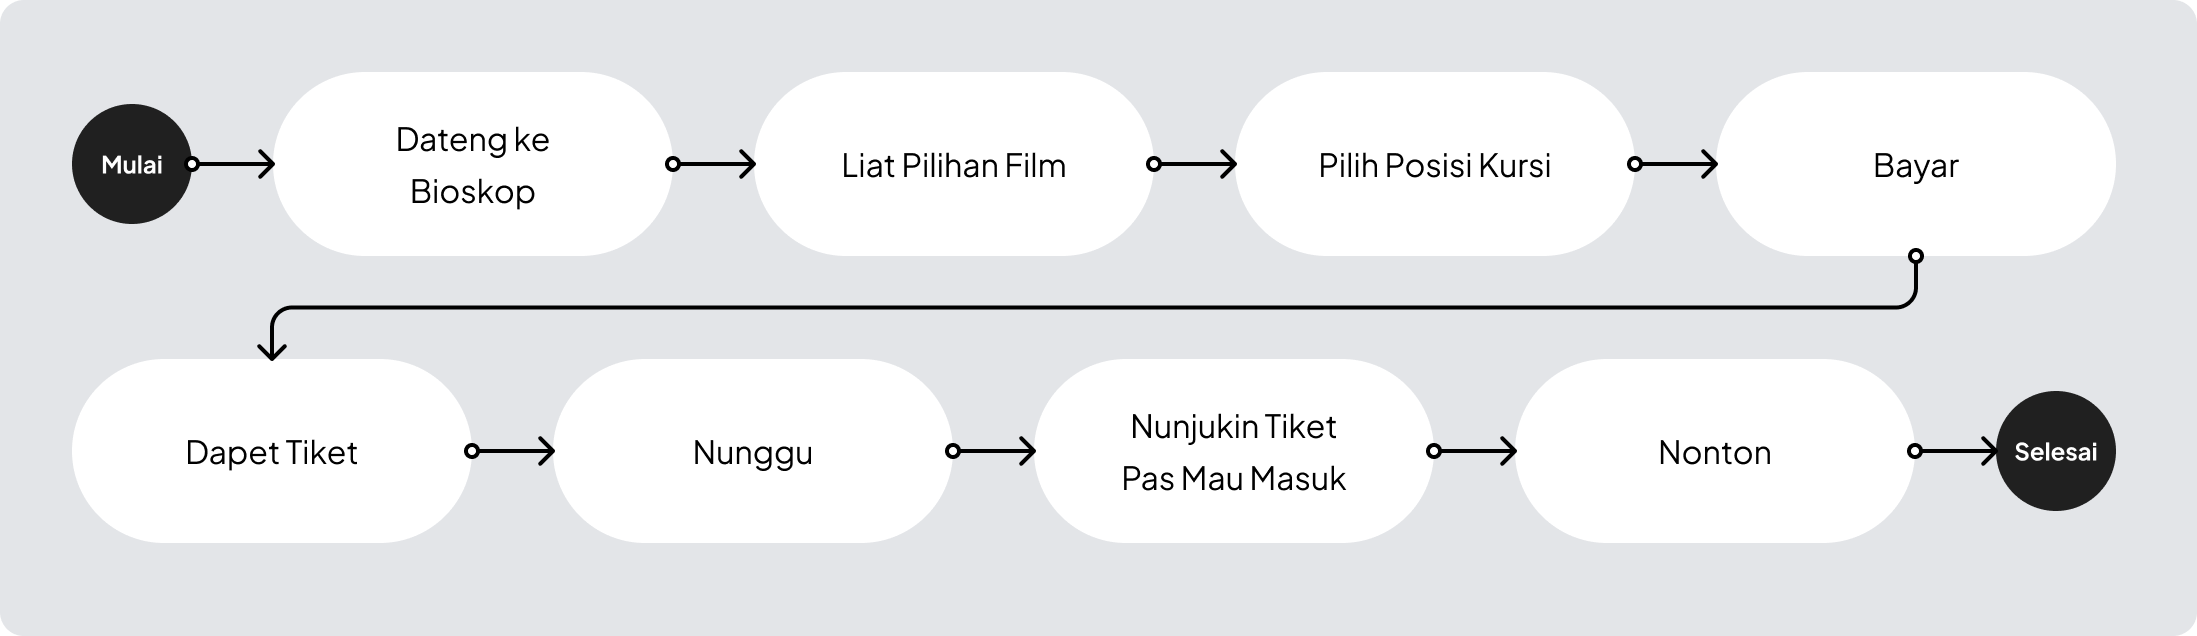 Mulai
Dateng ke
Bioskop
Liat Pilihan Film
Pilih Posisi Kursi
Bayar
Dapet Tiket
Nunggu
Nunjukin Tiket
Pas Mau Masuk
Nonton
Selesai